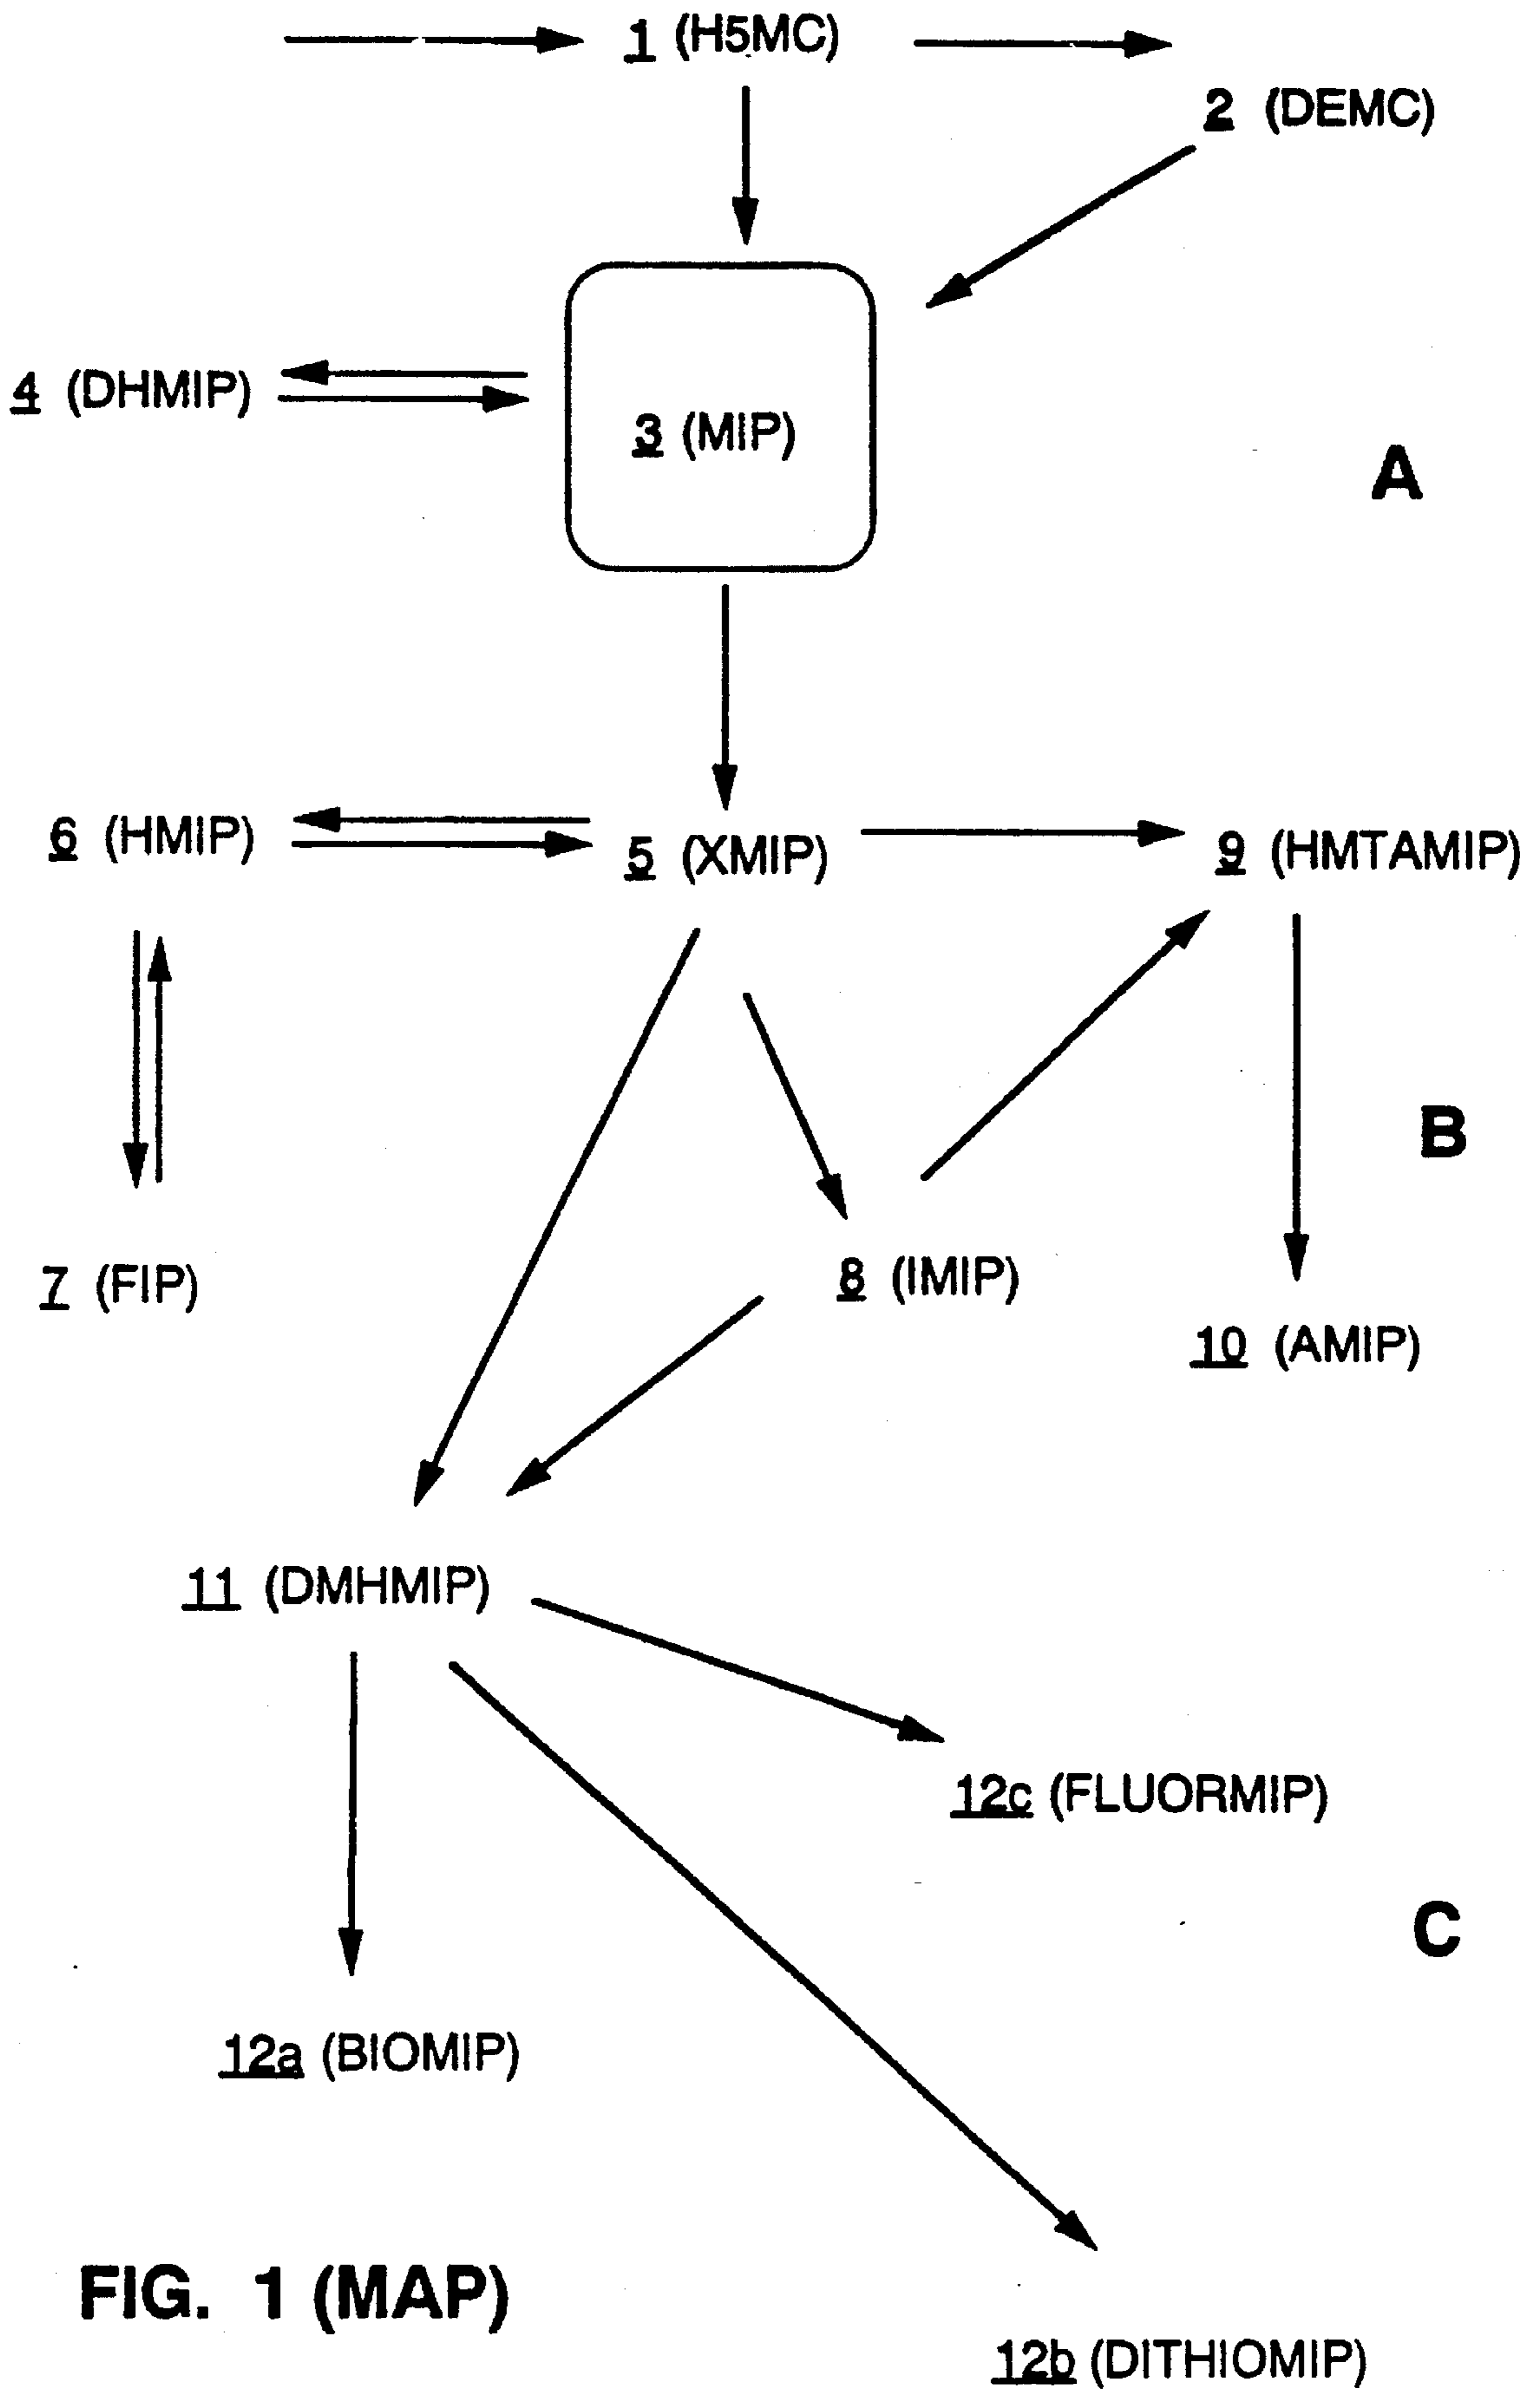 1 (H5MC)
2 (DEMC)
4 (DHMIP)
3 (MIP)
A
6 (HMIP)
5 (XMIP)
9 (HMTAMIP)
B
7 (FIP)
8 (IMIP)
10 (AMIP)
11 (DMHMIP)
12c (FLUORMIP)
C
12a (BIOMIP)
FIG. 1 (MAP)
12b (DITHIOMIP)